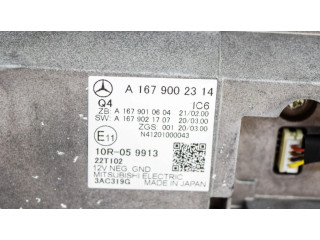 A 167 900 23 14
Q4 IC6
ZB: A 167 901 06 04 21/02.00
SW: A 167 902 17 07 20/03.00
ZGS: 001 20/03.00
N41201000043
E11
10R-05 9913
22T102
12V NEG. GND
MITSUBISHI ELECTRIC
3AC319G MADE IN JAPAN